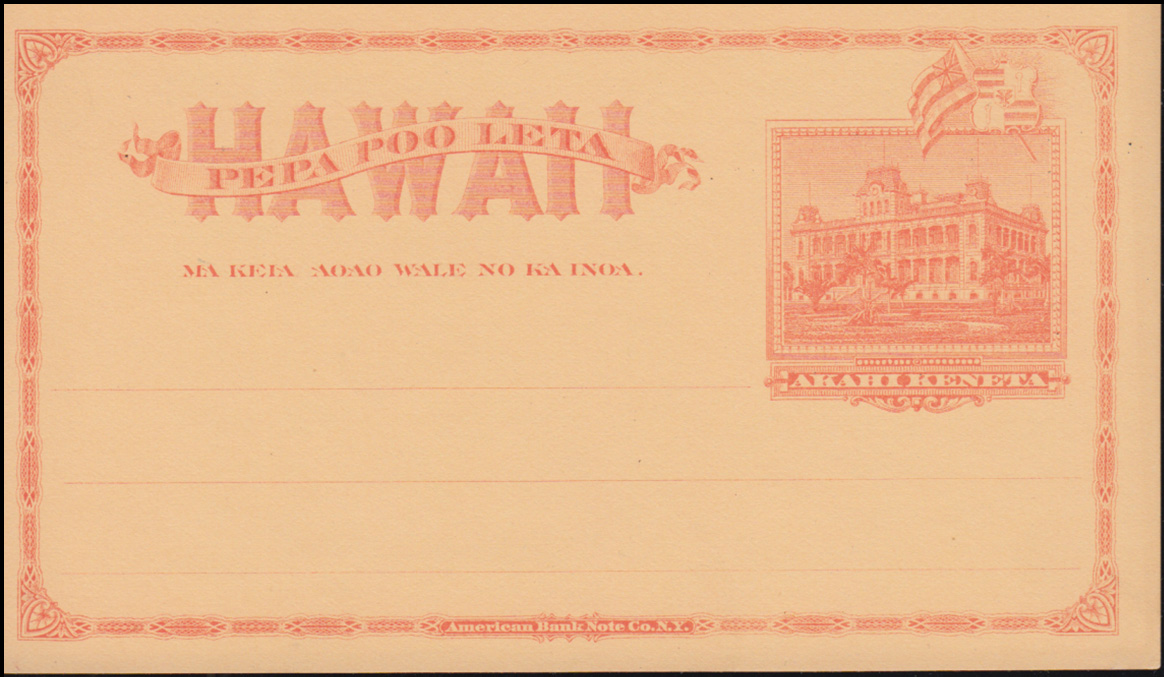 HAWAII
PEPA POO LETA
MA KEIA AOAO WALE NO KA INOA.
AKAHI KENETA
American Bank Note Co. N.Y.